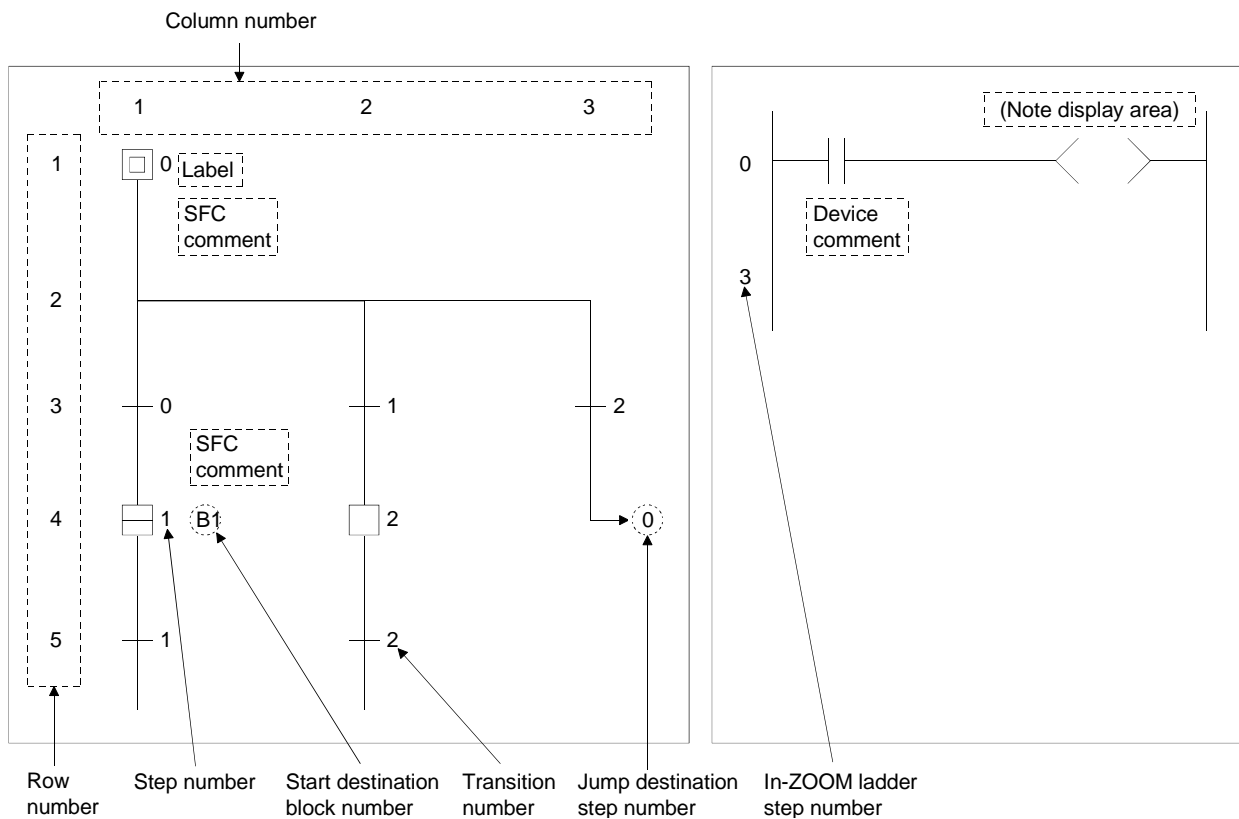 Column number
1 2 3
(Note display area)
1 0 Label
0
SFC
comment
Device
comment
3
2
3 0 1 2
SFC
comment
4 1 B1 2 0
5 1 2
Row
number
Step number
Start destination
block number
Transition
number
Jump destination
step number
In-ZOOM ladder
step number